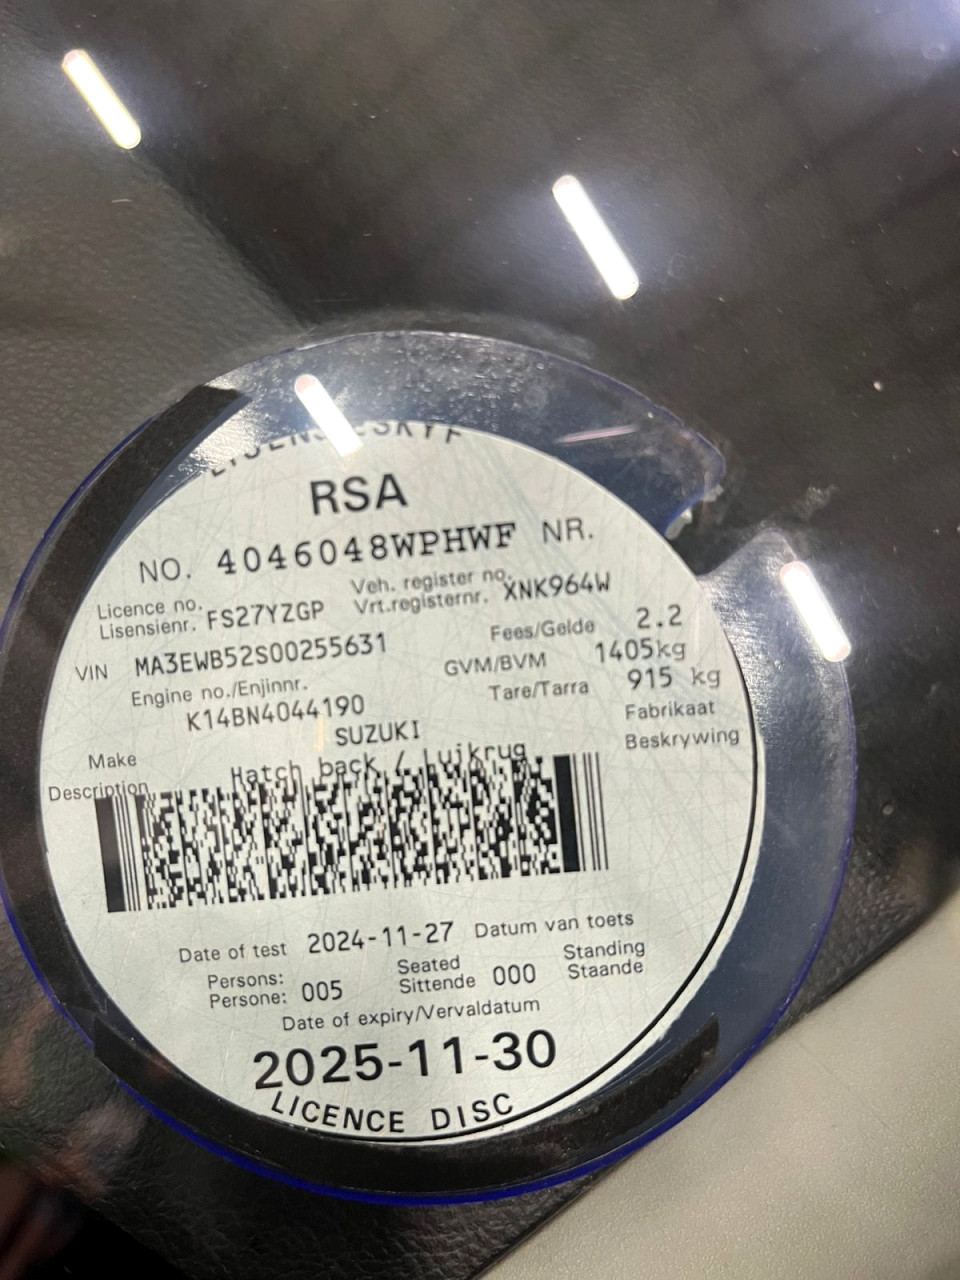 LISENSIESKYF
RSA
NO. 4046048WPHWF NR.
Licence no. Veh. register no.
Lisensienr. FS27YZGP Vrt.registernr. XNK964W
VIN MA3EWB52S00255631 Fees/Gelde 2.2
Engine no./Enjinnr. GVM/BVM 1405kg
K14BN4044190 Tare/Tarra 915 kg
Make SUZUKI Fabrikaat
Description Hatch back / Luikrug Beskrywing
Date of test 2024-11-27 Datum van toets
Persons: Seated Standing
Persone: 005 Sittende 000 Staande
Date of expiry/Vervaldatum
2025-11-30
LICENCE DISC